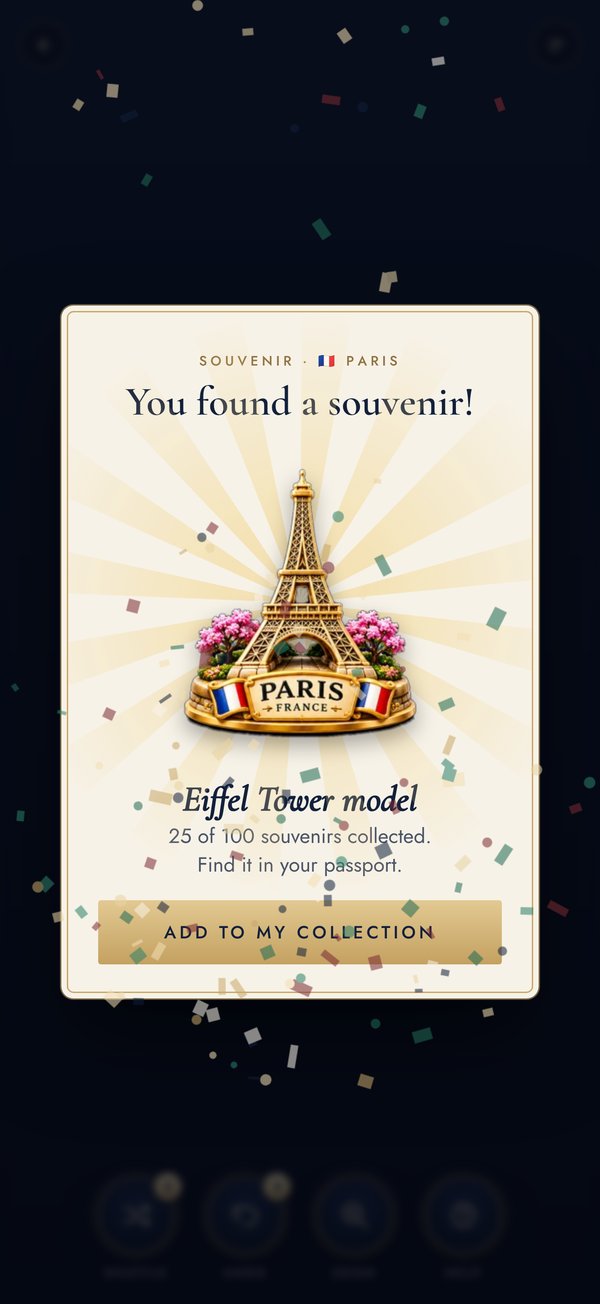 SOUVENIR · 🇫🇷 PARIS
You found a souvenir!
PARIS
FRANCE
Eiffel Tower model
25 of 100 souvenirs collected.
Find it in your passport.
ADD TO MY COLLECTION